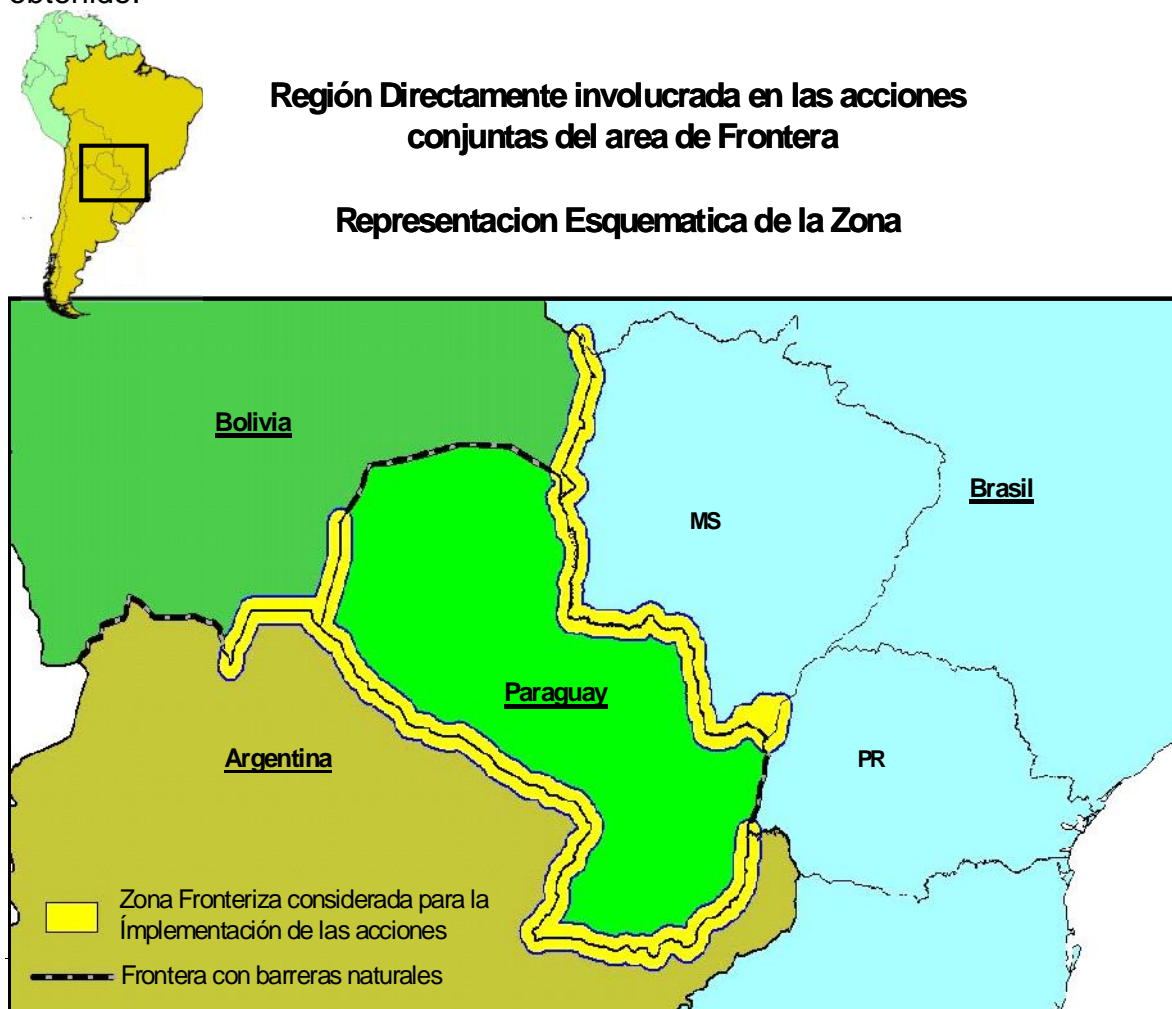 obtenido.
Región Directamente involucrada en las acciones
conjuntas del area de Frontera
Representacion Esquematica de la Zona
Bolivia
Brasil
MS
Paraguay
Argentina
PR
Zona Fronteriza considerada para la
Ímplementación de las acciones
Frontera con barreras naturales